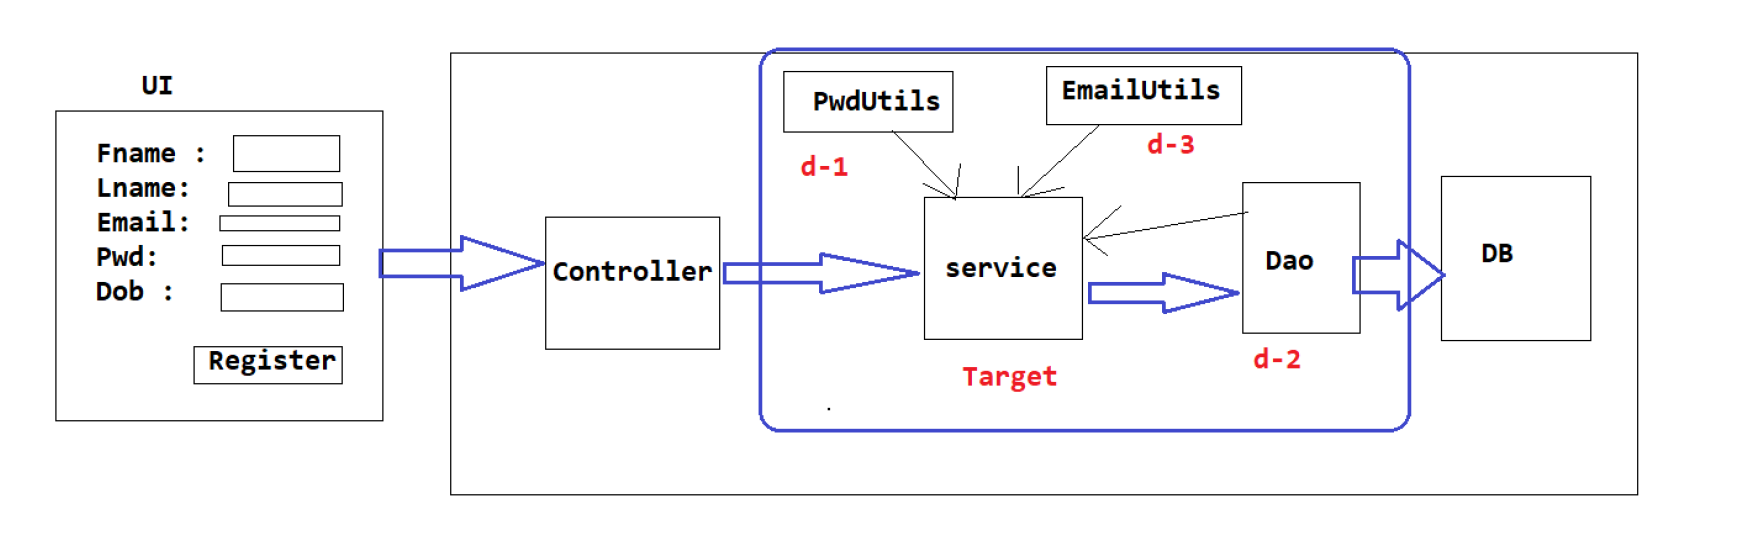 UI
Fname :
Lname:
Email:
Pwd:
Dob :
Register
Controller
PwdUtils
d-1
EmailUtils
d-3
service
Target
Dao
d-2
DB